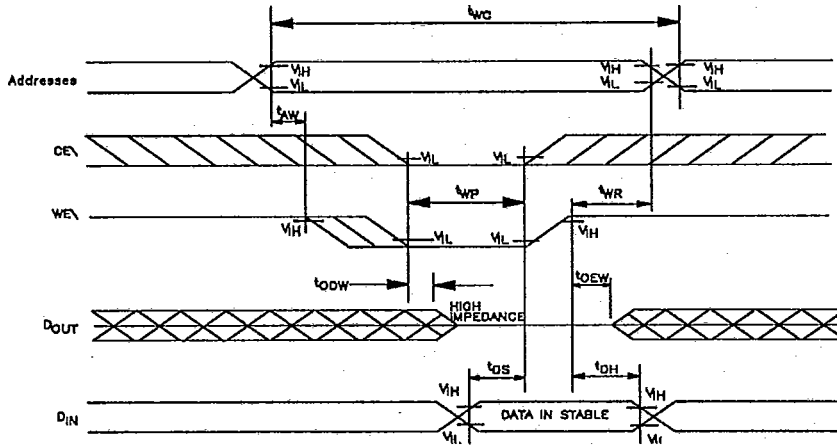 tWC
Addresses
VIH
VIL
VIH
VIL
VIH
VIL
tAW
CE\
VIL
VIL
tWP
tWR
WE\
VIH
VIL
VIL
VIH
tODW
tOEW
HIGH
IMPEDANCE
DOUT
tDS
tDH
VIH
VIH
DIN
DATA IN STABLE
VIL
VIL